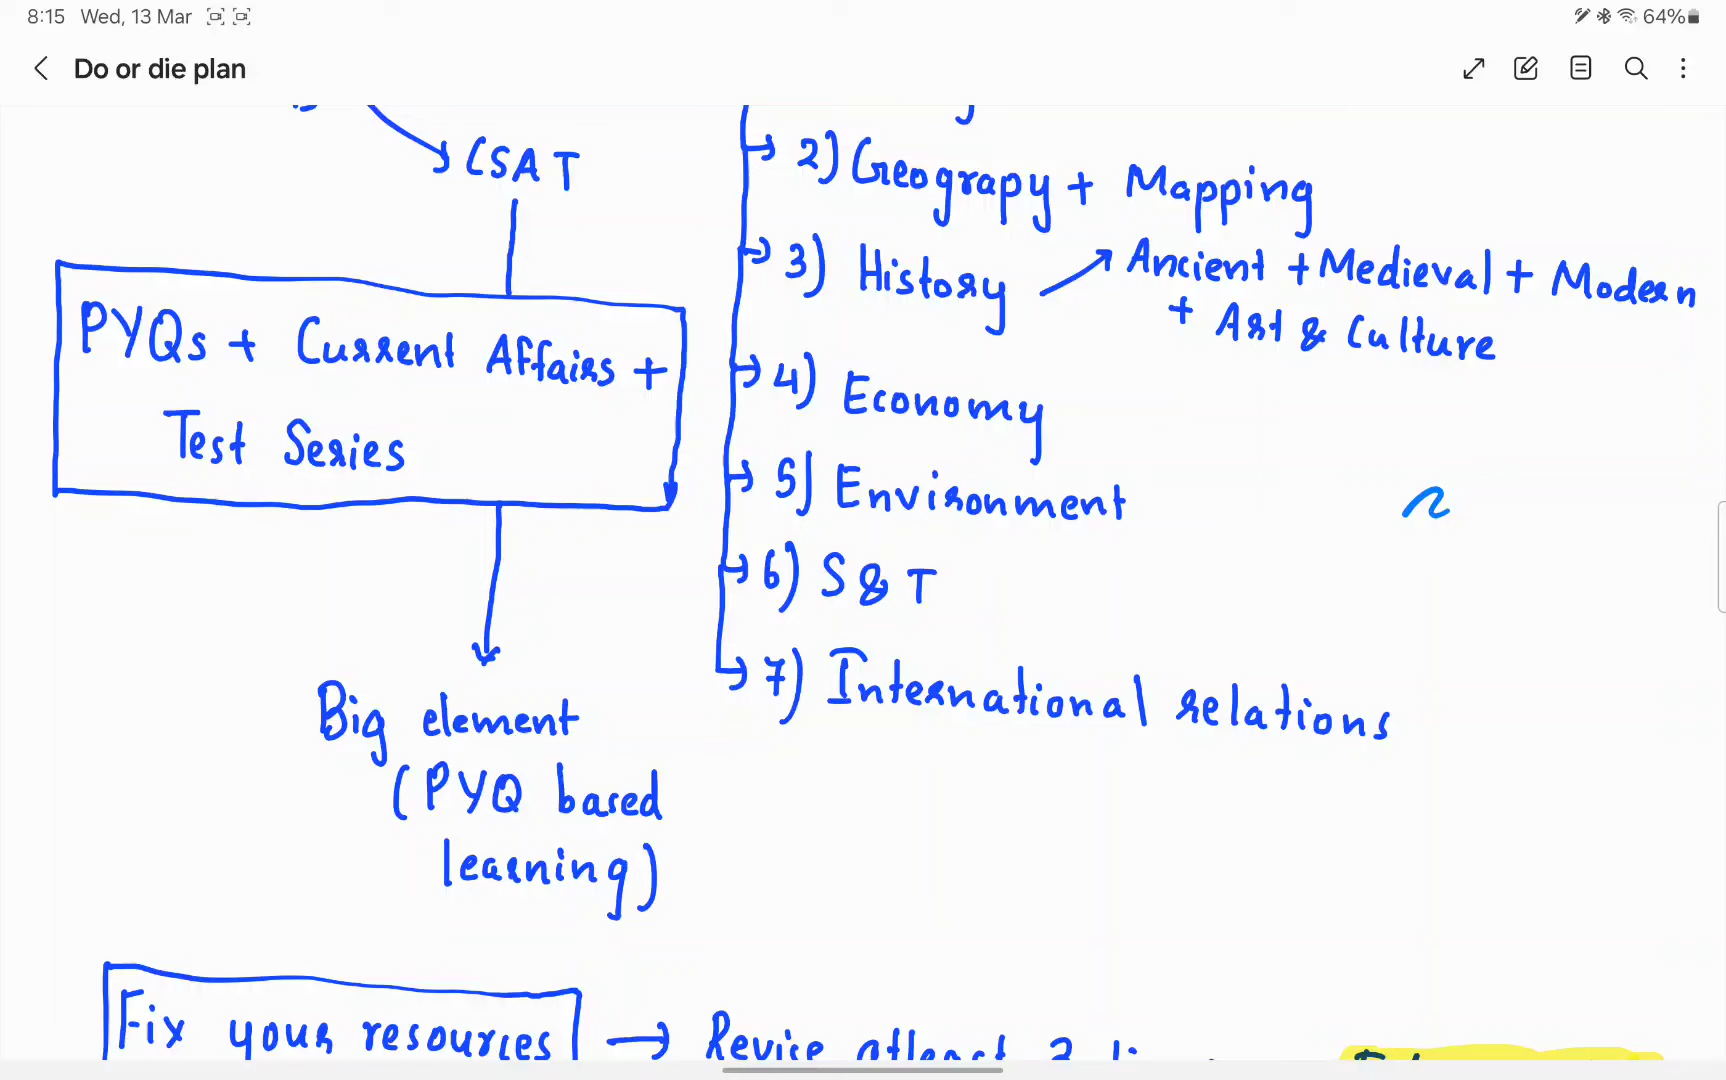 8:15 Wed, 13 Mar
64%
Do or die plan
CSAT
2) Geograpy + Mapping
3) History
Ancient + Medieval + Modern
+ Art & Culture
PYQs + Current Affairs +
Test Series
4) Economy
5) Environment
6) S & T
7) International relations
Big element
(PYQ based
learning)
Fix your resources
Revise atleast 3